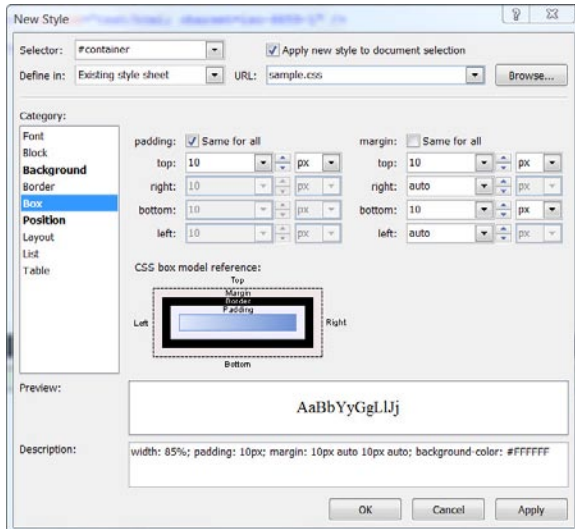 New Style
Selector: #container Apply new style to document selection
Define in: Existing style sheet URL: sample.css Browse...
Category:
Font
Block
Background
Border
Box
Position
Layout
List
Table
padding: Same for all margin: Same for all
top: 10 px top: 10 px
right: 10 px right: auto px
bottom: 10 px bottom: 10 px
left: 10 px left: auto px
CSS box model reference:
Top
Margin
Border
Padding
Left Right
Bottom
Preview: AaBbYyGgLlJj
Description: width: 85%; padding: 10px; margin: 10px auto 10px auto; background-color: #FFFFFF
OK Cancel Apply